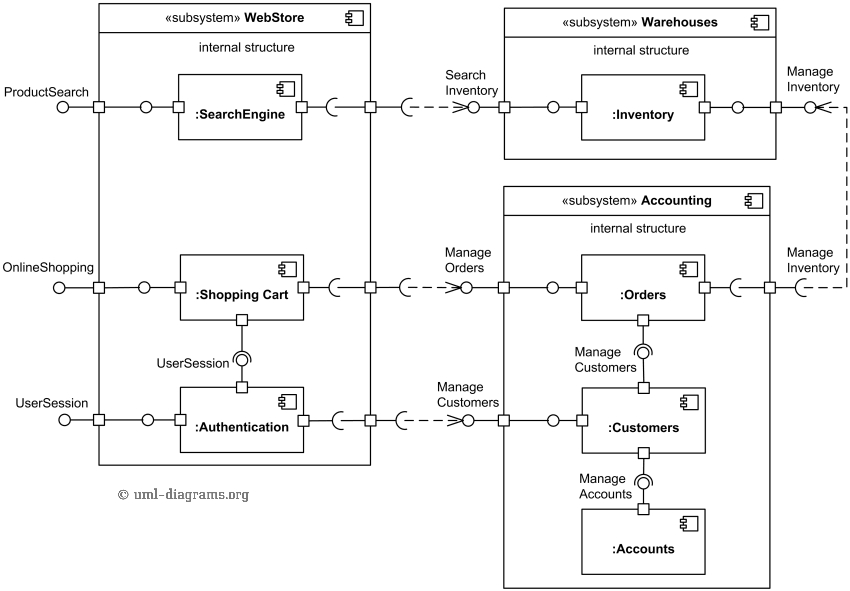 «subsystem» WebStore
internal structure
ProductSearch
:SearchEngine
OnlineShopping
:Shopping Cart
UserSession
UserSession
:Authentication
© uml-diagrams.org
Search
Inventory
«subsystem» Warehouses
internal structure
:Inventory
Manage
Inventory
«subsystem» Accounting
internal structure
Manage
Orders
:Orders
Manage
Inventory
Manage
Customers
Manage
Customers
:Customers
Manage
Accounts
:Accounts